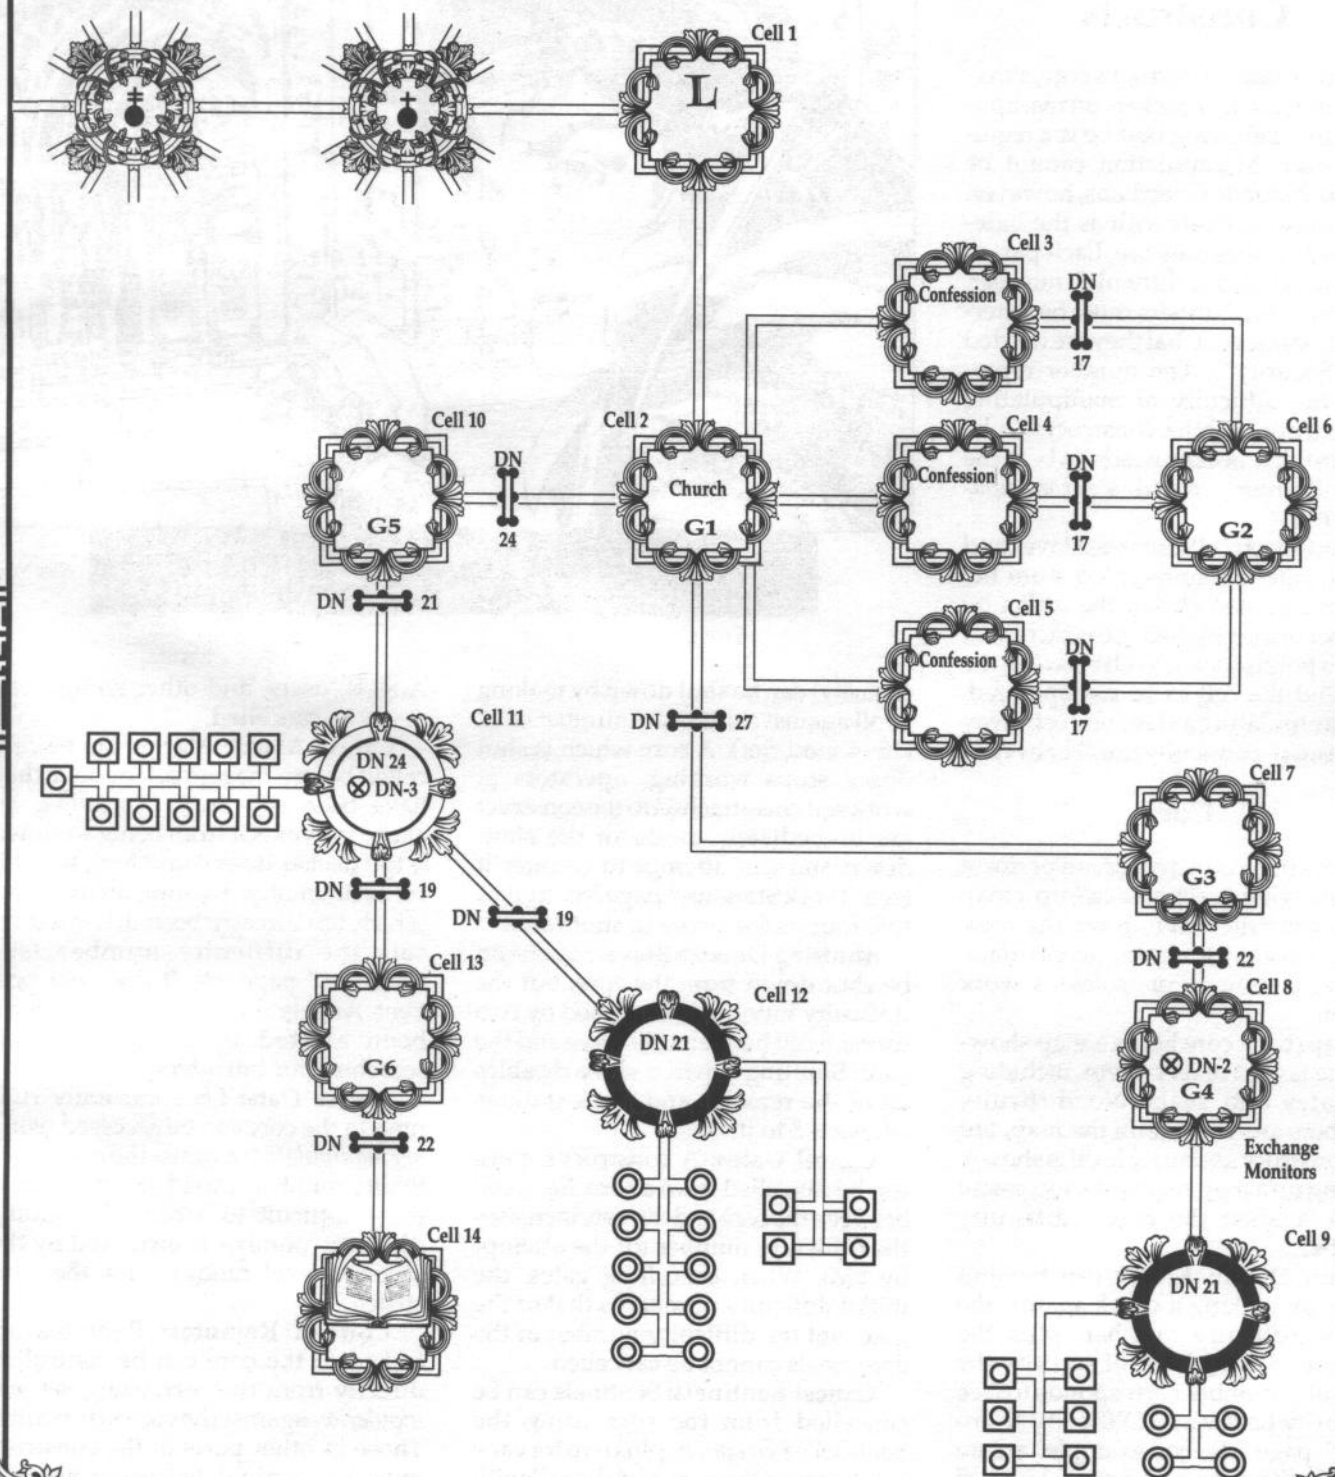 Cell 1
L
Cell 3
Confession
DN
17
Cell 10
G5
DN
24
Cell 2
Church
G1
Cell 4
Confession
DN
17
Cell 6
G2
DN 21
Cell 5
Confession
DN
17
DN 27
Cell 11
DN 24
DN-3
Cell 7
G3
DN 19
DN 19
DN 22
Cell 13
G6
Cell 12
DN 21
Cell 8
DN-2
G4
DN 22
Exchange
Monitors
Cell 14
Cell 9
DN 21